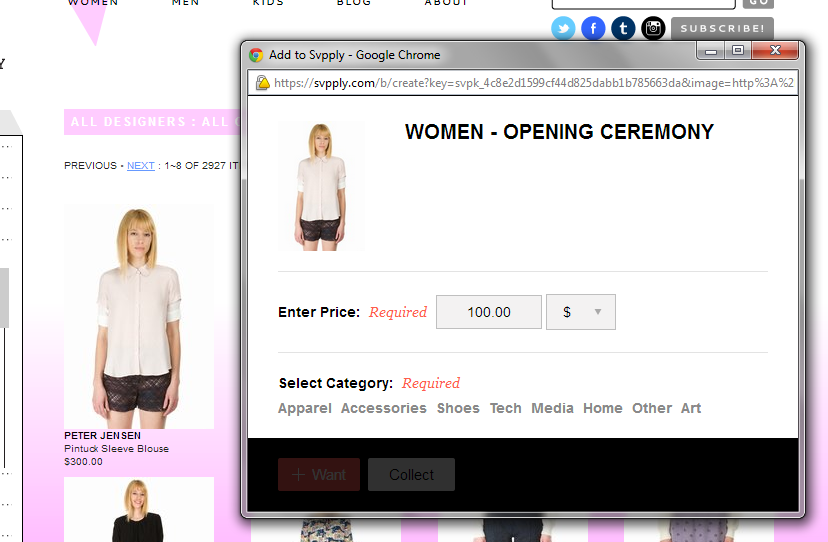 WOMEN MEN KIDS BLOG ABOUT
GO
SUBSCRIBE!
Y
ALL DESIGNERS : ALL
PREVIOUS - NEXT : 1~8 OF 2927 IT
PETER JENSEN
Pintuck Sleeve Blouse
$300.00
Add to Svpply - Google Chrome
https://svpply.com/b/create?key=svpk_4c8e2d1599cf44d825dabb1b785663da&image=http%3A%2
WOMEN - OPENING CEREMONY
Enter Price: Required 100.00 $
Select Category: Required
Apparel Accessories Shoes Tech Media Home Other Art
+ Want Collect